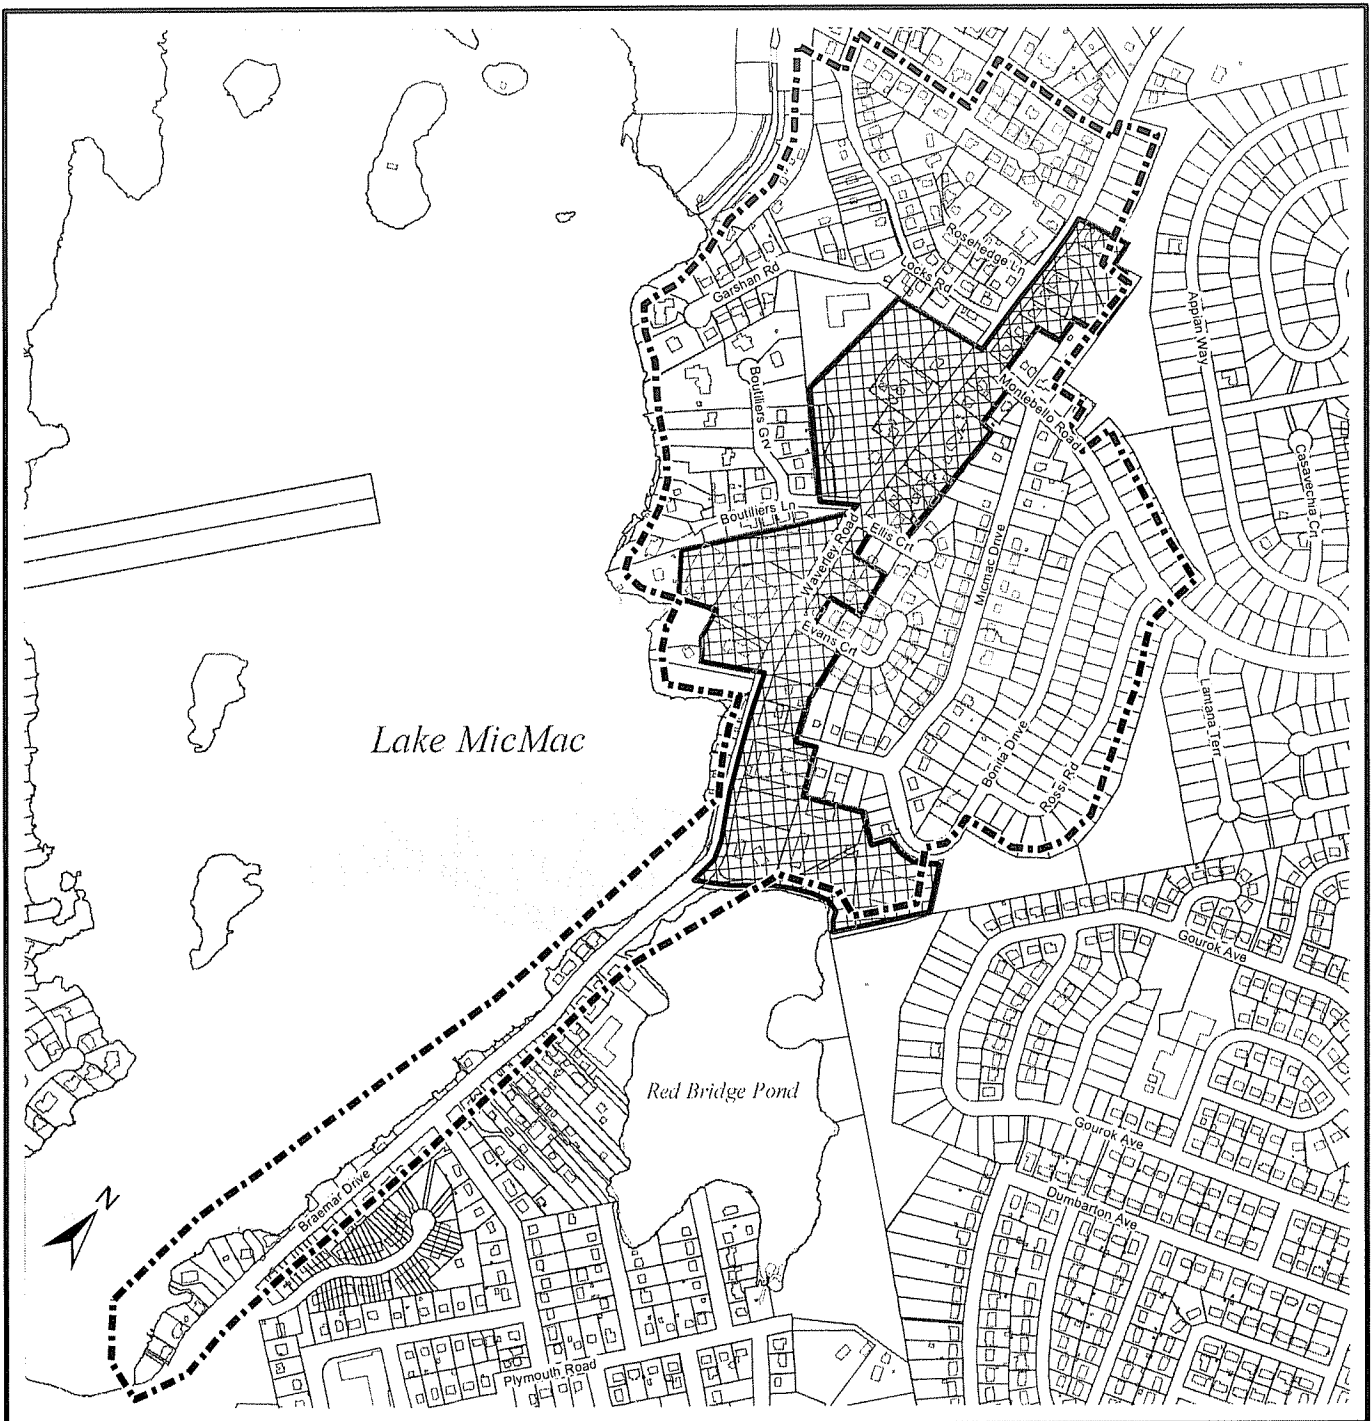 Rosehedge Ln
Locks Rd
Garshan Rd
Appian Way
Boutiliers Grv
Montebello Road
Casavechia Crt
Boutiliers Ln
Waverley Road
Ellis Crt
Micmac Drive
Evans Crt
Lake MicMac
Lantana Terr
Bonita Drive
Rossi Rd
Gourok Ave
Red Bridge Pond
Gourok Ave
Dumbarton Ave
Braemar Drive
N
Plymouth Road